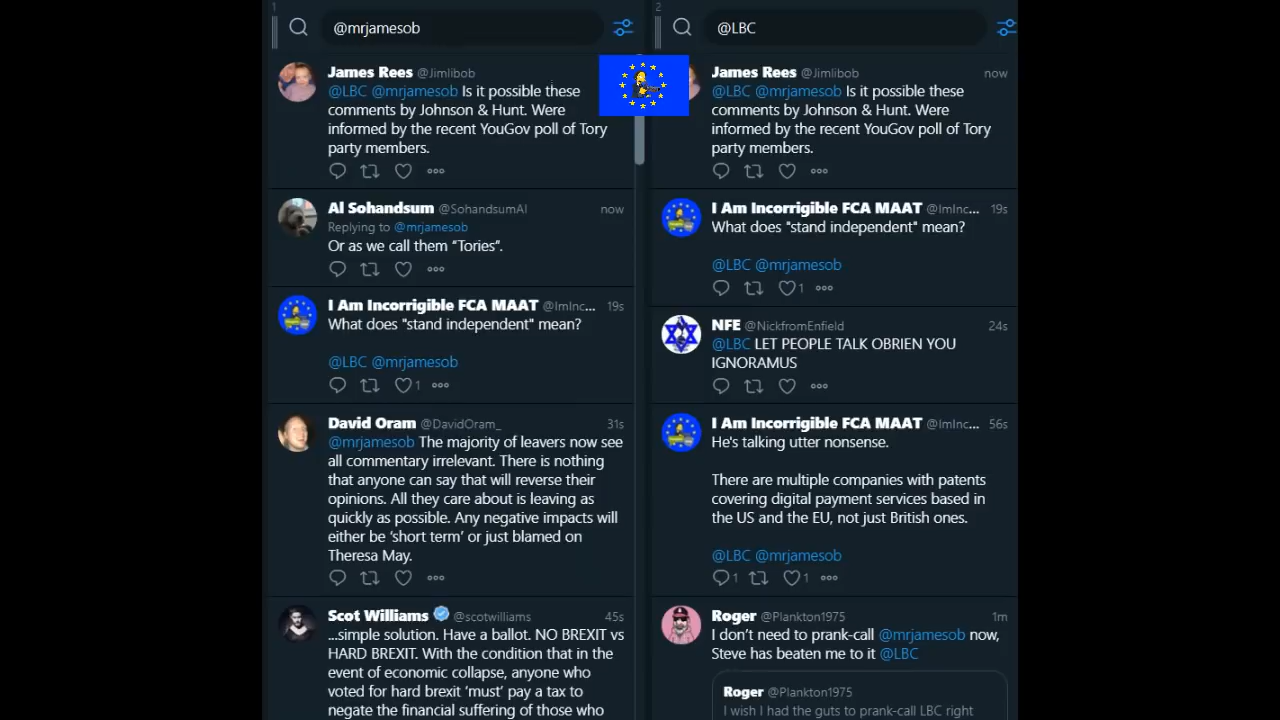 1
@mrjamesob
James Rees @Jimlibob
@LBC @mrjamesob Is it possible these
comments by Johnson & Hunt. Were
informed by the recent YouGov poll of Tory
party members.
Al Sohandsum @SohandsumAl now
Replying to @mrjamesob
Or as we call them “Tories”.
I Am Incorrigible FCA MAAT @ImInc... 19s
What does "stand independent" mean?
@LBC @mrjamesob
1
David Oram @DavidOram_ 31s
@mrjamesob The majority of leavers now see
all commentary irrelevant. There is nothing
that anyone can say that will reverse their
opinions. All they care about is leaving as
quickly as possible. Any negative impacts will
either be ‘short term’ or just blamed on
Theresa May.
Scot Williams @scotwilliams 45s
...simple solution. Have a ballot. NO BREXIT vs
HARD BREXIT. With the condition that in the
event of economic collapse, anyone who
voted for hard brexit ‘must’ pay a tax to
negate the financial suffering of those who
2
@LBC
James Rees @Jimlibob now
@LBC @mrjamesob Is it possible these
comments by Johnson & Hunt. Were
informed by the recent YouGov poll of Tory
party members.
I Am Incorrigible FCA MAAT @ImInc... 19s
What does "stand independent" mean?
@LBC @mrjamesob
1
NFE @NickfromEnfield 24s
@LBC LET PEOPLE TALK OBRIEN YOU
IGNORAMUS
I Am Incorrigible FCA MAAT @ImInc... 56s
He's talking utter nonsense.
There are multiple companies with patents
covering digital payment services based in
the US and the EU, not just British ones.
@LBC @mrjamesob
1 1
Roger @Plankton1975 1m
I don’t need to prank-call @mrjamesob now,
Steve has beaten me to it @LBC
Roger @Plankton1975
I wish I had the guts to prank-call LBC right